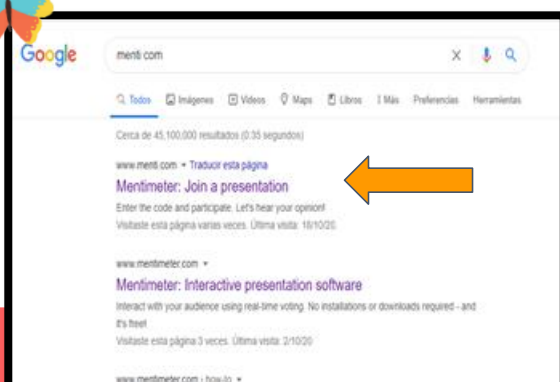 Google
menti com
Todos Imágenes Videos Maps Libros Más Preferencias Herramientas
Cerca de 45,100,000 resultados (0.35 segundos)
www.menti.com Traducir esta página
Mentimeter: Join a presentation
Enter the code and participate. Let's hear your opinion!
Visitaste esta página varias veces. Última visita: 18/10/20.
www.mentimeter.com
Mentimeter: Interactive presentation software
Interact with your audience using real-time voting. No installations or downloads required - and
it's free!
Visitaste esta página 3 veces. Última visita: 2/10/20
www.mentimeter.com › how-to